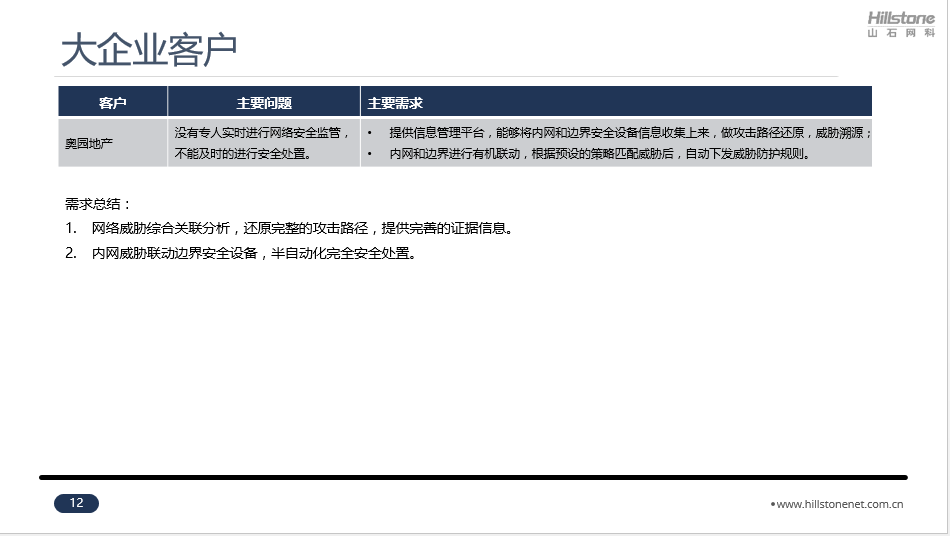 Hillstone
山石网科
大企业客户
客户 主要问题 主要需求
奥园地产
没有专人实时进行网络安全监管，
不能及时的进行安全处置。
• 提供信息管理平台，能够将内网和边界安全设备信息收集上来，做攻击路径还原，威胁溯源；
• 内网和边界进行有机联动，根据预设的策略匹配威胁后，自动下发威胁防护规则。
需求总结：
1. 网络威胁综合关联分析，还原完整的攻击路径，提供完善的证据信息。
2. 内网威胁联动边界安全设备，半自动化完全安全处置。
12
•www.hillstonenet.com.cn